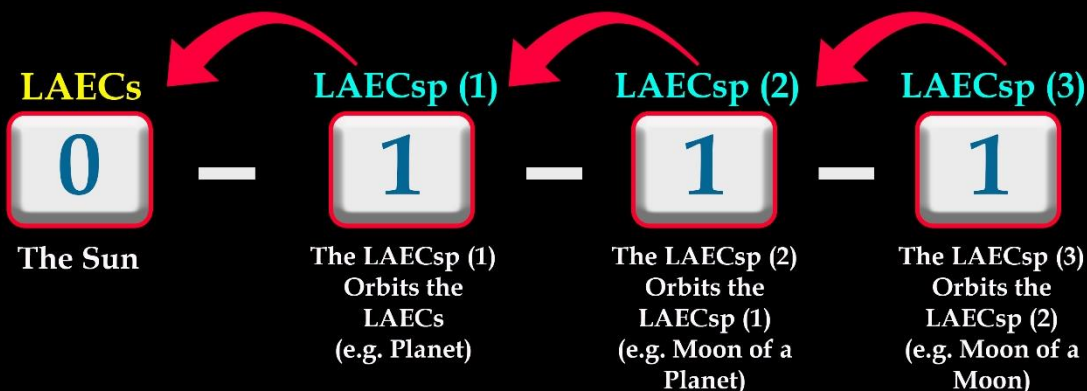 LAECs LAECsp (1) LAECsp (2) LAECsp (3)
0 – 1 – 1 – 1
The Sun
The LAECsp (1)
Orbits the
LAECs
(e.g. Planet)
The LAECsp (2)
Orbits the
LAECsp (1)
(e.g. Moon of a
Planet)
The LAECsp (3)
Orbits the
LAECsp (2)
(e.g. Moon of a
Moon)